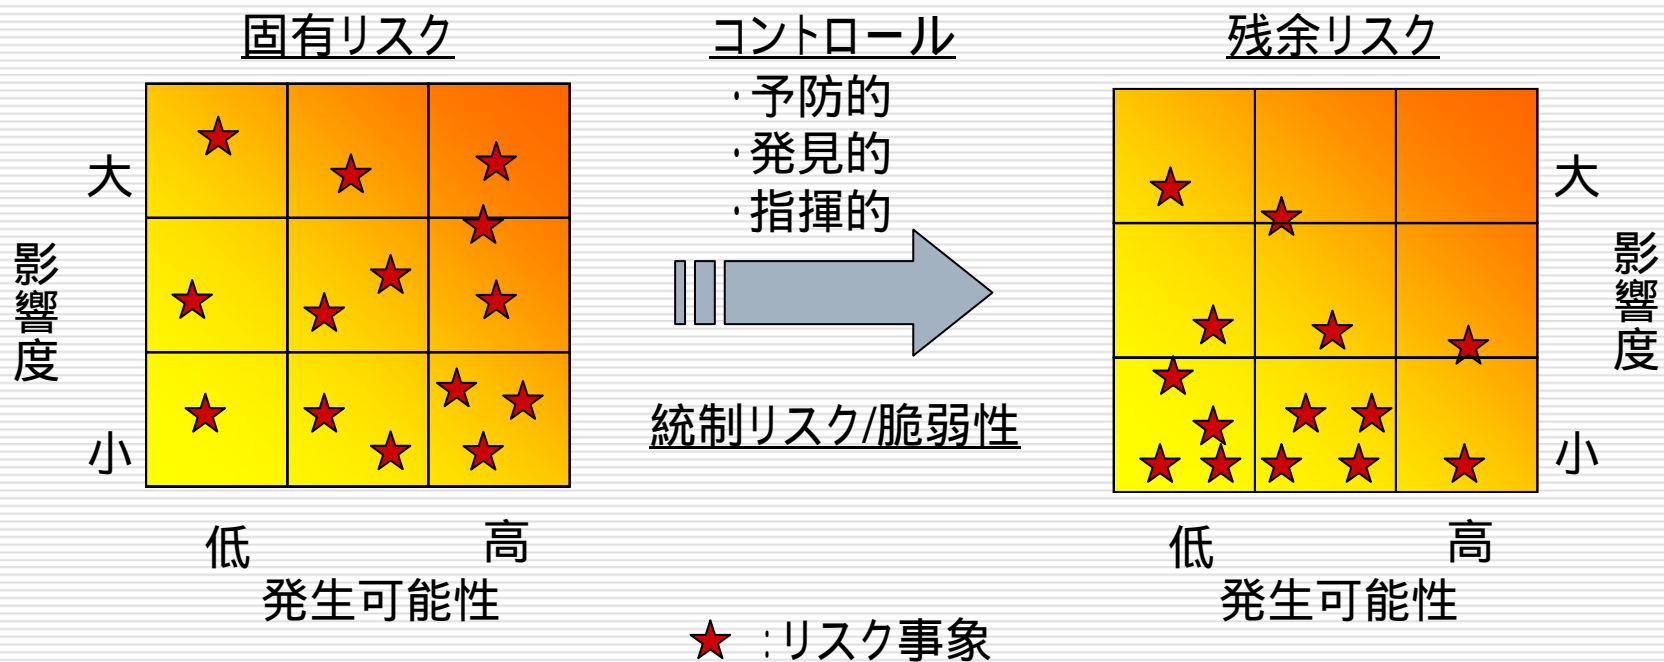 固有リスク
コントロール
残余リスク
・予防的
・発見的
・指揮的
大
影響度
小
大
影響度
小
統制リスク/脆弱性
低
高
発生可能性
低
高
発生可能性
:リスク事象